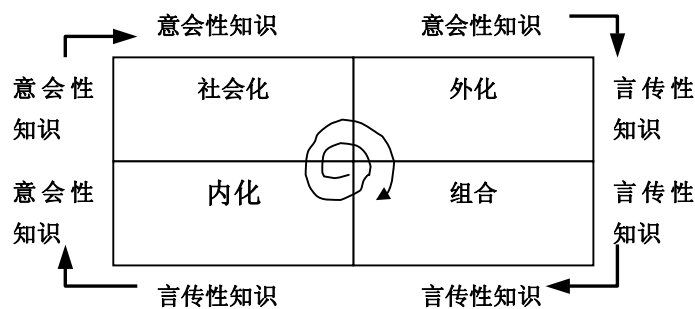 意会性知识 意会性知识
意会性 社会化 外化 言传性
知识 知识
意会性 内化 组合 言传性
知识 知识
言传性知识 言传性知识